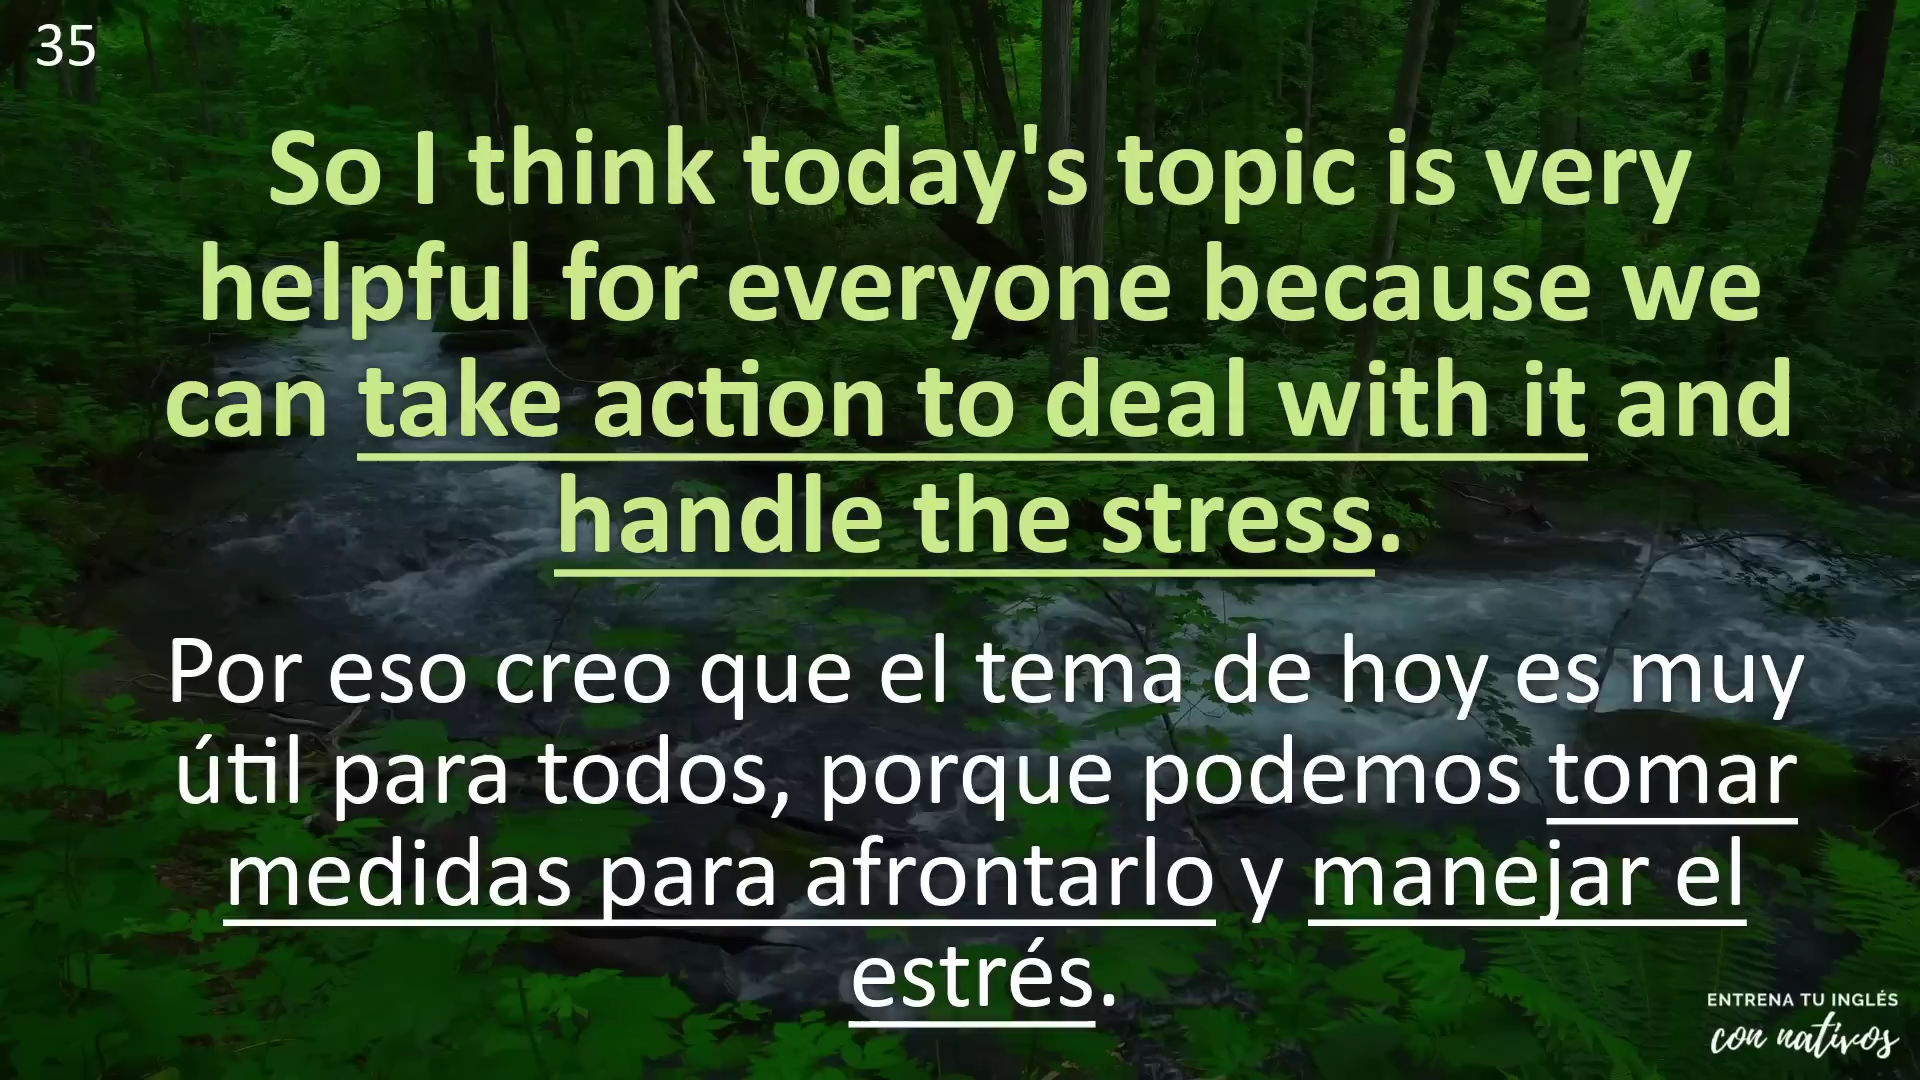 35
So I think today's topic is very
helpful for everyone because we
can take action to deal with it and
handle the stress.
Por eso creo que el tema de hoy es muy
útil para todos, porque podemos tomar
medidas para afrontarlo y manejar el
estrés.
ENTRENA TU INGLÉS
con nativos